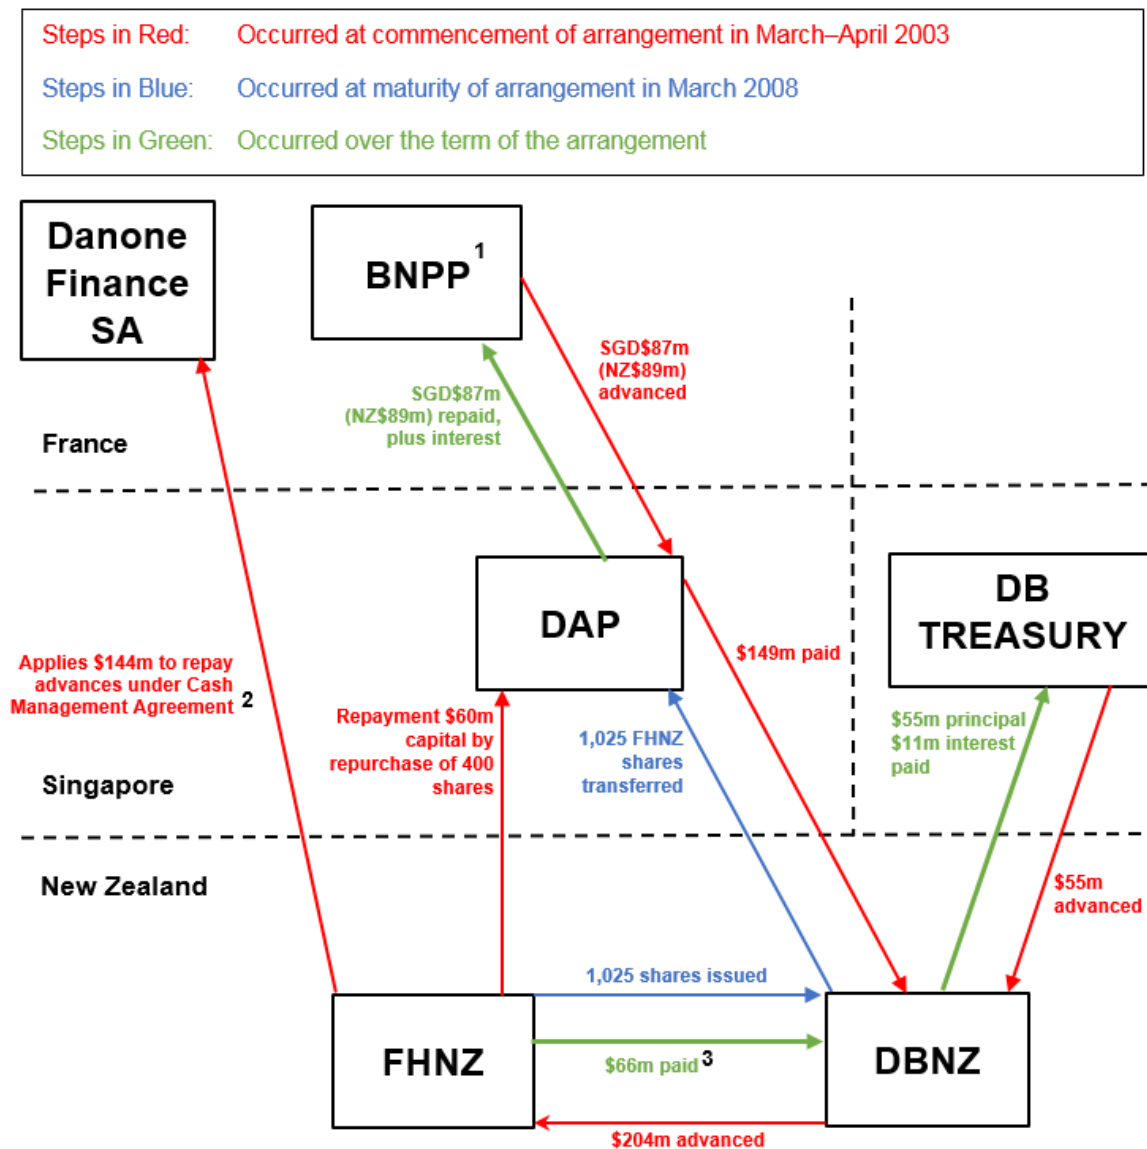 Steps in Red: Occurred at commencement of arrangement in March–April 2003
Steps in Blue: Occurred at maturity of arrangement in March 2008
Steps in Green: Occurred over the term of the arrangement
Danone
Finance
SA
BNPP 1
SGD$87m
(NZ$89m)
advanced
SGD$87m
(NZ$89m) repaid,
plus interest
France
DAP
DB
TREASURY
$149m paid
Applies $144m to repay
advances under Cash
Management Agreement 2
Repayment $60m
capital by
repurchase of 400
shares
1,025 FHNZ
shares
transferred
$55m principal
$11m interest
paid
Singapore
New Zealand
$55m
advanced
1,025 shares issued
FHNZ
$66m paid 3
DBNZ
$204m advanced